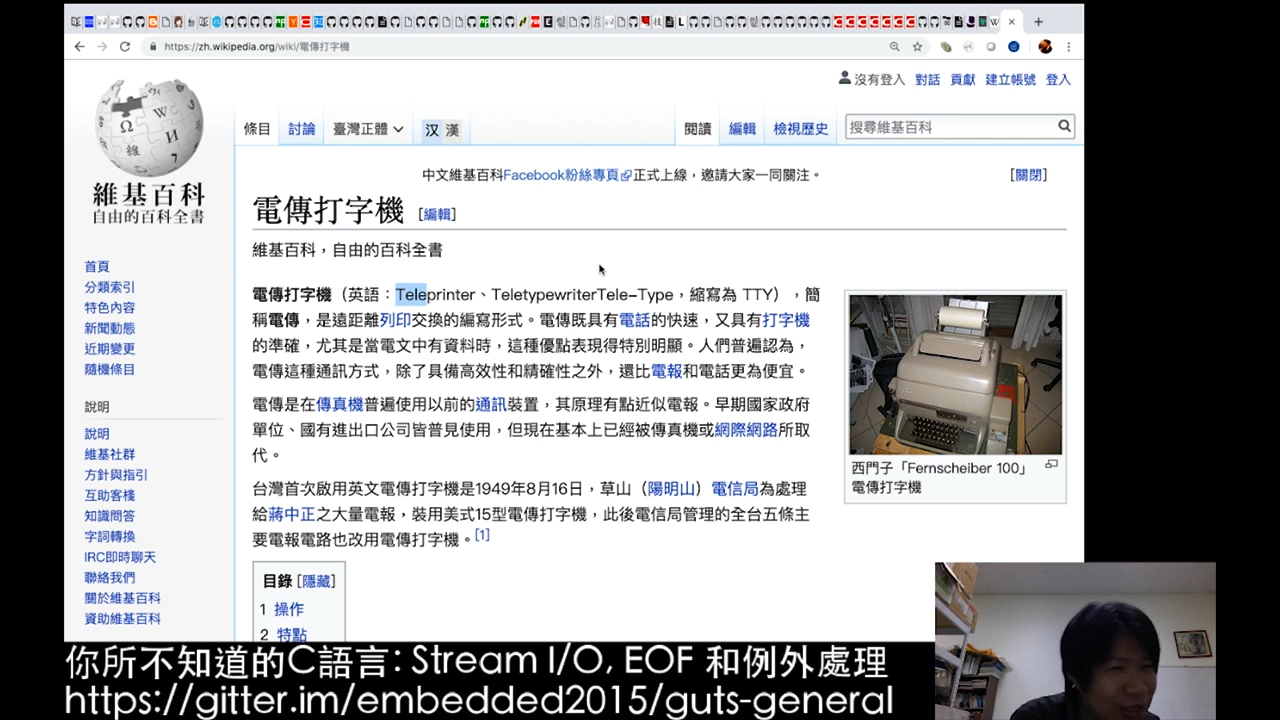 https://zh.wikipedia.org/wiki/電傳打字機
沒有登入 對話 貢獻 建立帳號 登入
條目 討論 臺灣正體 汉 漢 閱讀 編輯 檢視歷史 搜尋維基百科
維基百科
自由的百科全書
中文維基百科Facebook粉絲專頁正式上線，邀請大家一同關注。 [關閉]
電傳打字機 [編輯]
維基百科，自由的百科全書
首頁
分類索引
特色內容
新聞動態
近期變更
隨機條目
說明
說明
維基社群
方針與指引
互助客棧
知識問答
字詞轉換
IRC即時聊天
聯絡我們
關於維基百科
資助維基百科
電傳打字機（英語：Teleprinter、TeletypewriterTele-Type，縮寫為 TTY），簡
稱電傳，是遠距離列印交換的編寫形式。電傳既具有電話的快速，又具有打字機
的準確，尤其是當電文中有資料時，這種優點表現得特別明顯。人們普遍認為，
電傳這種通訊方式，除了具備高效性和精確性之外，還比電報和電話更為便宜。
電傳是在傳真機普遍使用以前的通訊裝置，其原理有點近似電報。早期國家政府
單位、國有進出口公司皆普見使用，但現在基本上已經被傳真機或網際網路所取
代。
台灣首次啟用英文電傳打字機是1949年8月16日，草山（陽明山）電信局為處理
給蔣中正之大量電報，裝用美式15型電傳打字機，此後電信局管理的全台五條主
要電報電路也改用電傳打字機。[1]
西門子「Fernscheiber 100」
電傳打字機
目錄 [隱藏]
1 操作
2 特點
你所不知道的C語言: Stream I/O, EOF 和例外處理
https://gitter.im/embedded2015/guts-general